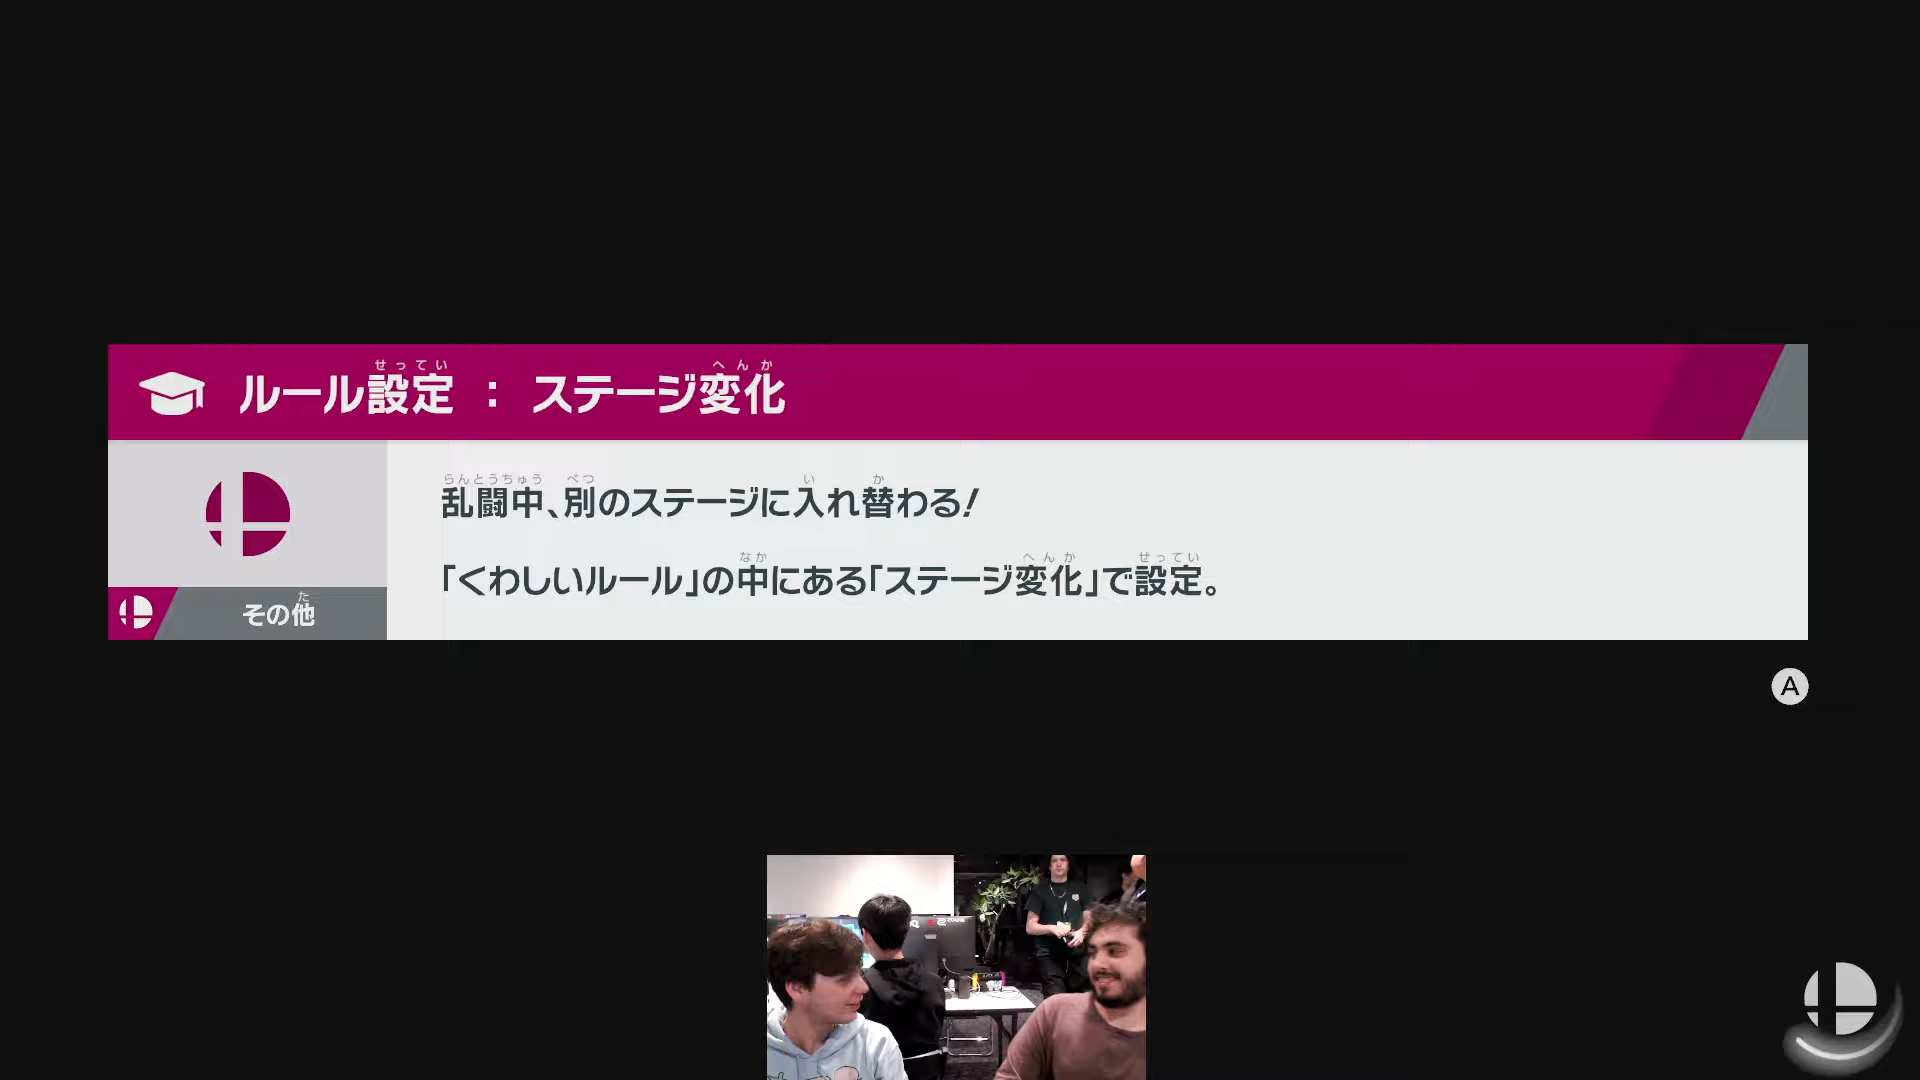 ルール設定 : ステージ変化
せってい へんか
乱闘中、別のステージに入れ替わる!
らんとうちゅう べつ い か
「くわしいルール」の中にある「ステージ変化」で設定。
なか へんか せってい
その他
た
A